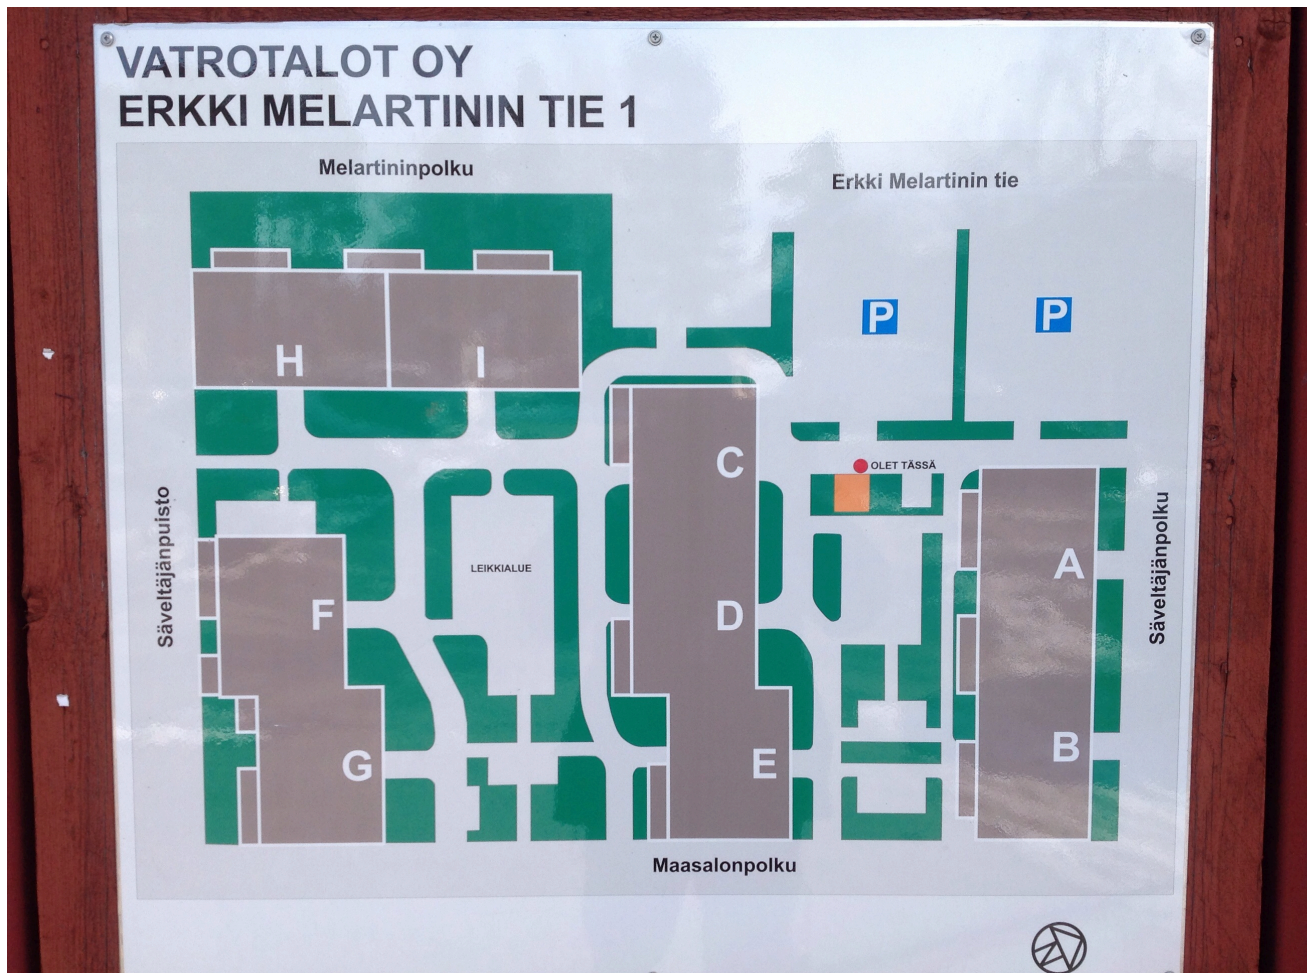 VATROTALOT OY
ERKKI MELARTININ TIE 1
Melartininpolku
Erkki Melartinin tie
P
P
H
I
C
OLET TÄSSÄ
Säveltäjänpuisto
LEIKKIALUE
Säveltäjänpolku
A
F
D
B
G
E
Maasalonpolku